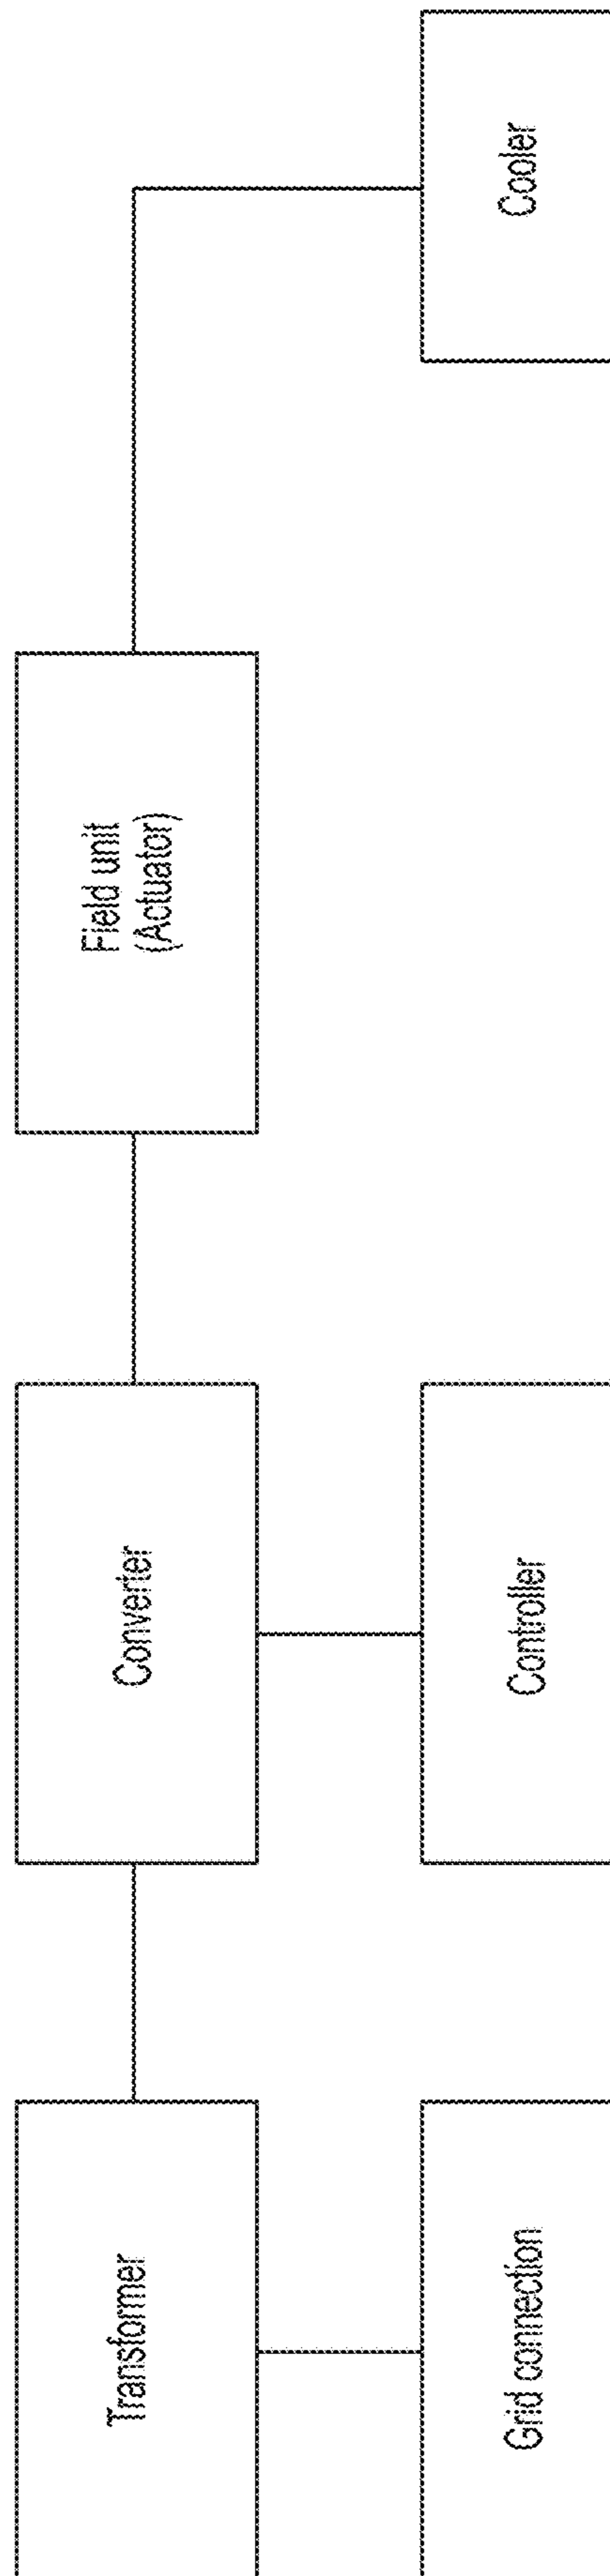 Transformer
Converter
Field unit
(Actuator)
Grid connection
Controller
Cooler